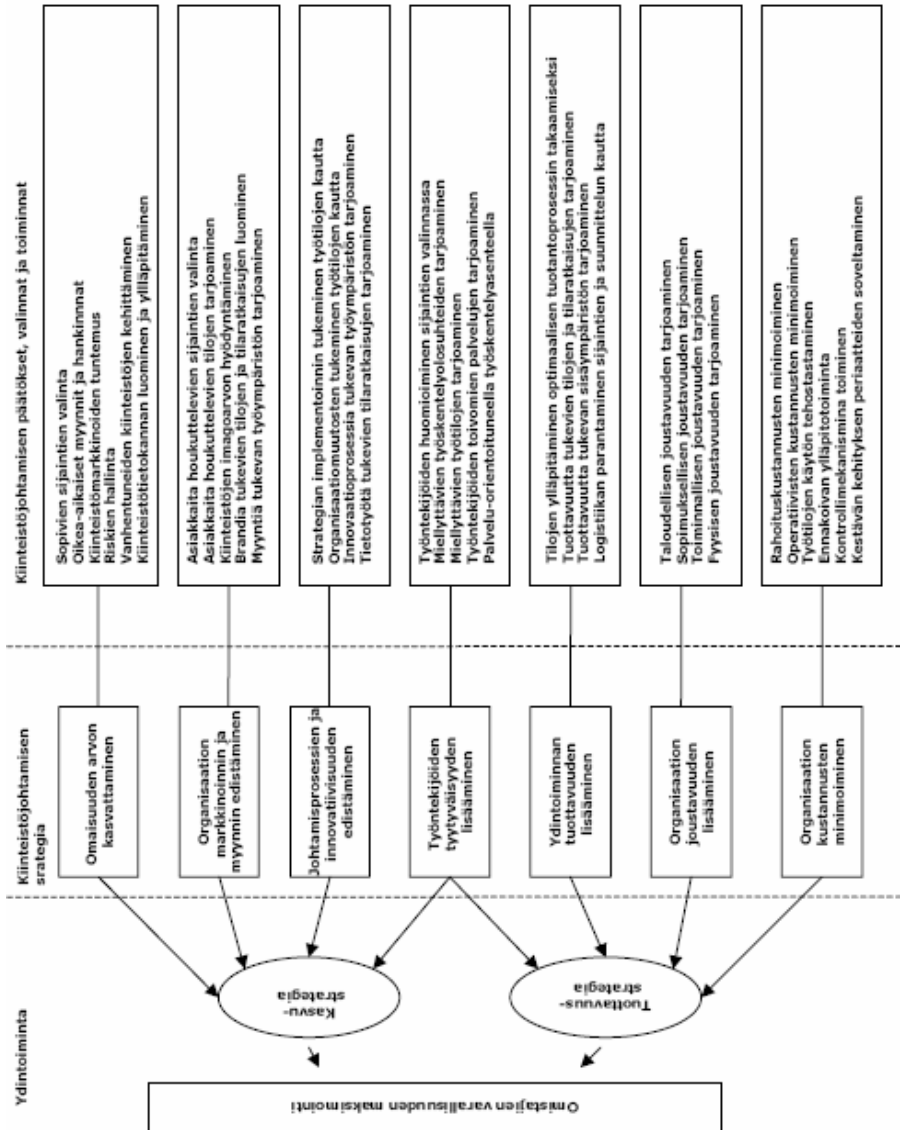 Ydintoiminta
Kiinteistöjohtamisen
srategia
Kiinteistöjohtamisen päätökset, valinnat ja toiminnat
Omistajien varallisuuden maksimointi
Kasvu-
strategia
Tuottavuus-
strategia
Omaisuuden arvon
kasvattaminen
Sopivien sijaintien valinta
Oikea-aikaiset myynnit ja hankinnat
Kiinteistömarkkinoiden tuntemus
Riskien hallinta
Vanhentuneiden kiinteistöjen kehittäminen
Kiinteistötietokannan luominen ja yllläpitäminen
Organisaation
markkinoinnin ja
myynnin edistäminen
Asiakkaita houkuttelevien sijaintien valinta
Asiakkaita houkuttelevien tilojen tarjoaminen
Kiinteistöjen imagoarvon hyödyntäminen
Brandia tukevien tilojen ja tilaratkaisujen luominen
Myyntiä tukevan työympäristön tarjoaminen
Johtamisprosessien ja
innovatiivisuuden
edistäminen
Strategian implementoinnin tukeminen työtilojen kautta
Organisaatiomuutosten tukeminen työtilojen kautta
Innovaatioprosessia tukevan työympäristön tarjoaminen
Tietotyötä tukevien tilaratkaisujen tarjoaminen
Työntekijöiden
tyytyväisyyden
lisääminen
Työntekijöiden huomioiminen sijaintien valinnassa
Miellyttävien työskentelyolosuhteiden tarjoaminen
Miellyttävien työtilojen tarjoaminen
Työntekijöiden toivomien palvelujen tarjoaminen
Palvelu-orientoituneella työskentelyasenteella
Ydintoiminnan
tuottavuuden
lisääminen
Tilojen ylläpitäminen optimaalisen tuotantoprosessin takaamiseksi
Tuottavuutta tukevien tilojen ja tilaratkaisujen tarjoaminen
Tuottavuutta tukevan sisäympäristön tarjoaminen
Logistiikan parantaminen sijaintien ja suunnittelun kautta
Organisaation
joustavuuden
lisääminen
Taloudellisen joustavuuden tarjoaminen
Sopimuksellisen joustavuuden tarjoaminen
Toiminnallisen joustavuuden tarjoaminen
Fyysisen joustavuuden tarjoaminen
Organisaation
kustannusten
minimoiminen
Rahoituskustanusten minimoiminen
Operatiivisten kustannusten minimoiminen
Työtilojen käytön tehostastaminen
Ennakoivan ylläpitotoiminta
Kontrollimekanismina toiminen
Kestävän kehityksen periaatteiden soveltaminen